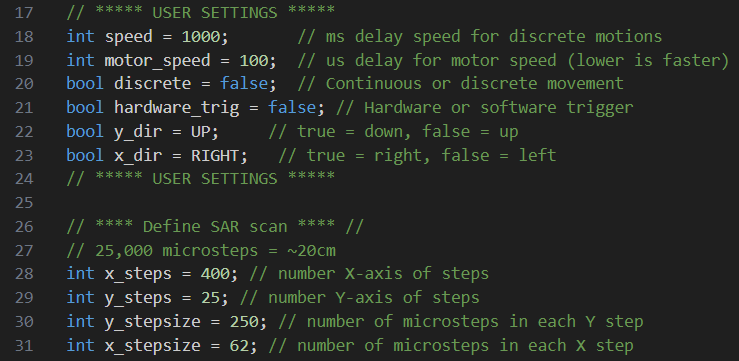 17 // ***** USER SETTINGS *****
18 int speed = 1000; // ms delay speed for discrete motions
19 int motor_speed = 100; // us delay for motor speed (lower is faster)
20 bool discrete = false; // Continuous or discrete movement
21 bool hardware_trig = false; // Hardware or software trigger
22 bool y_dir = UP; // true = down, false = up
23 bool x_dir = RIGHT; // true = right, false = left
24 // ***** USER SETTINGS *****
25
26 // **** Define SAR scan **** //
27 // 25,000 microsteps = ~20cm
28 int x_steps = 400; // number X-axis of steps
29 int y_steps = 25; // number Y-axis of steps
30 int y_stepsize = 250; // number of microsteps in each Y step
31 int x_stepsize = 62; // number of microsteps in each X step